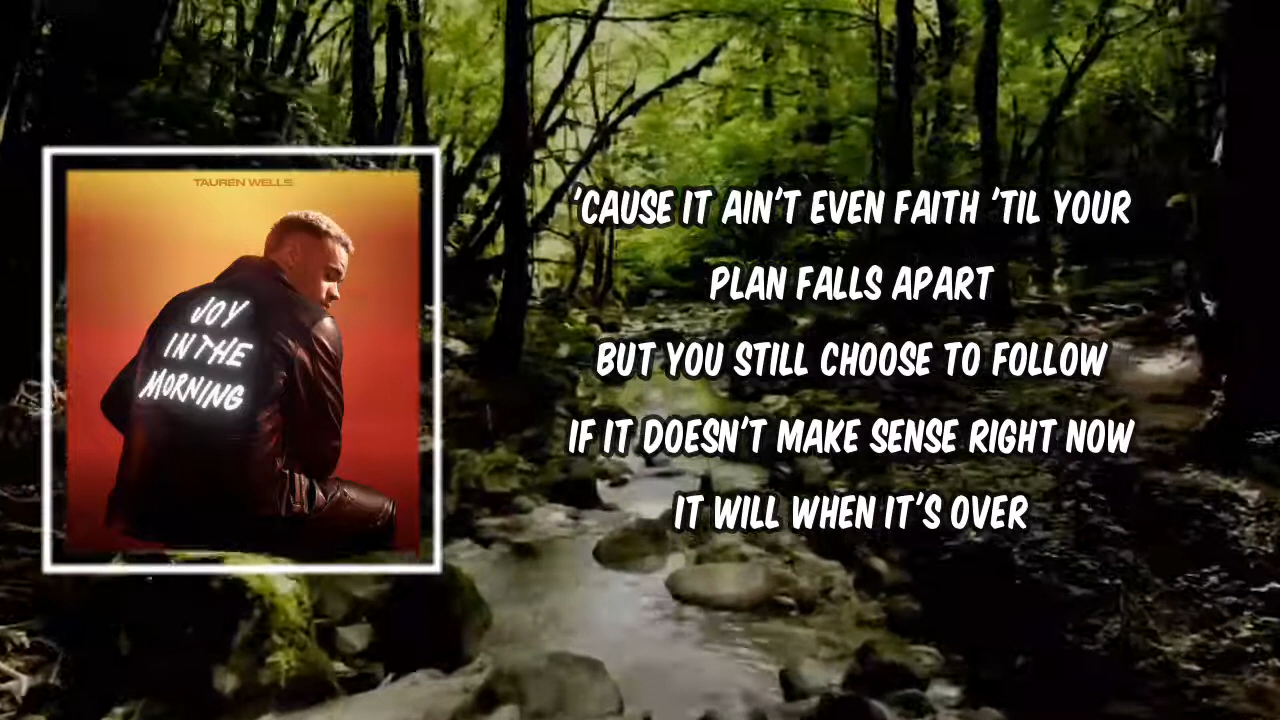 TAUREN WELLS
JOY
IN THE
MORNING
'CAUSE IT AIN'T EVEN FAITH 'TIL YOUR
PLAN FALLS APART
BUT YOU STILL CHOOSE TO FOLLOW
IF IT DOESN'T MAKE SENSE RIGHT NOW
IT WILL WHEN IT'S OVER